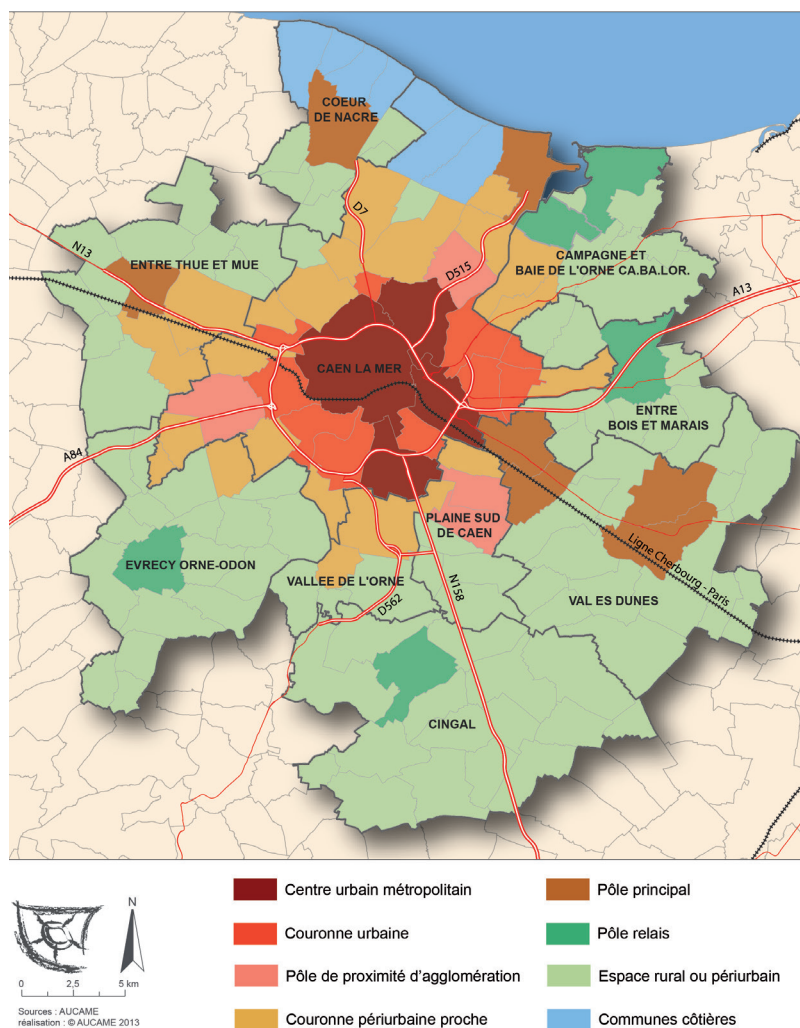 COEUR
DE NACRE
D7
N13
ENTRE THUE ET MUE
D515
CAMPAGNE ET
BAIE DE L'ORNE CA.BA.LOR.
A13
CAEN LA MER
ENTRE
BOIS ET MARAIS
A84
PLAINE SUD
DE CAEN
EVRECY ORNE-ODON
VALLEE DE L'ORNE
Ligne Cherbourg - Paris
N158
D562
VAL ES DUNES
CINGAL
N
0 2,5 5 km
Sources : AUCAME
réalisation : © AUCAME 2013
Centre urbain métropolitain
Couronne urbaine
Pôle de proximité d'agglomération
Couronne périurbaine proche
Pôle principal
Pôle relais
Espace rural ou périurbain
Communes côtières